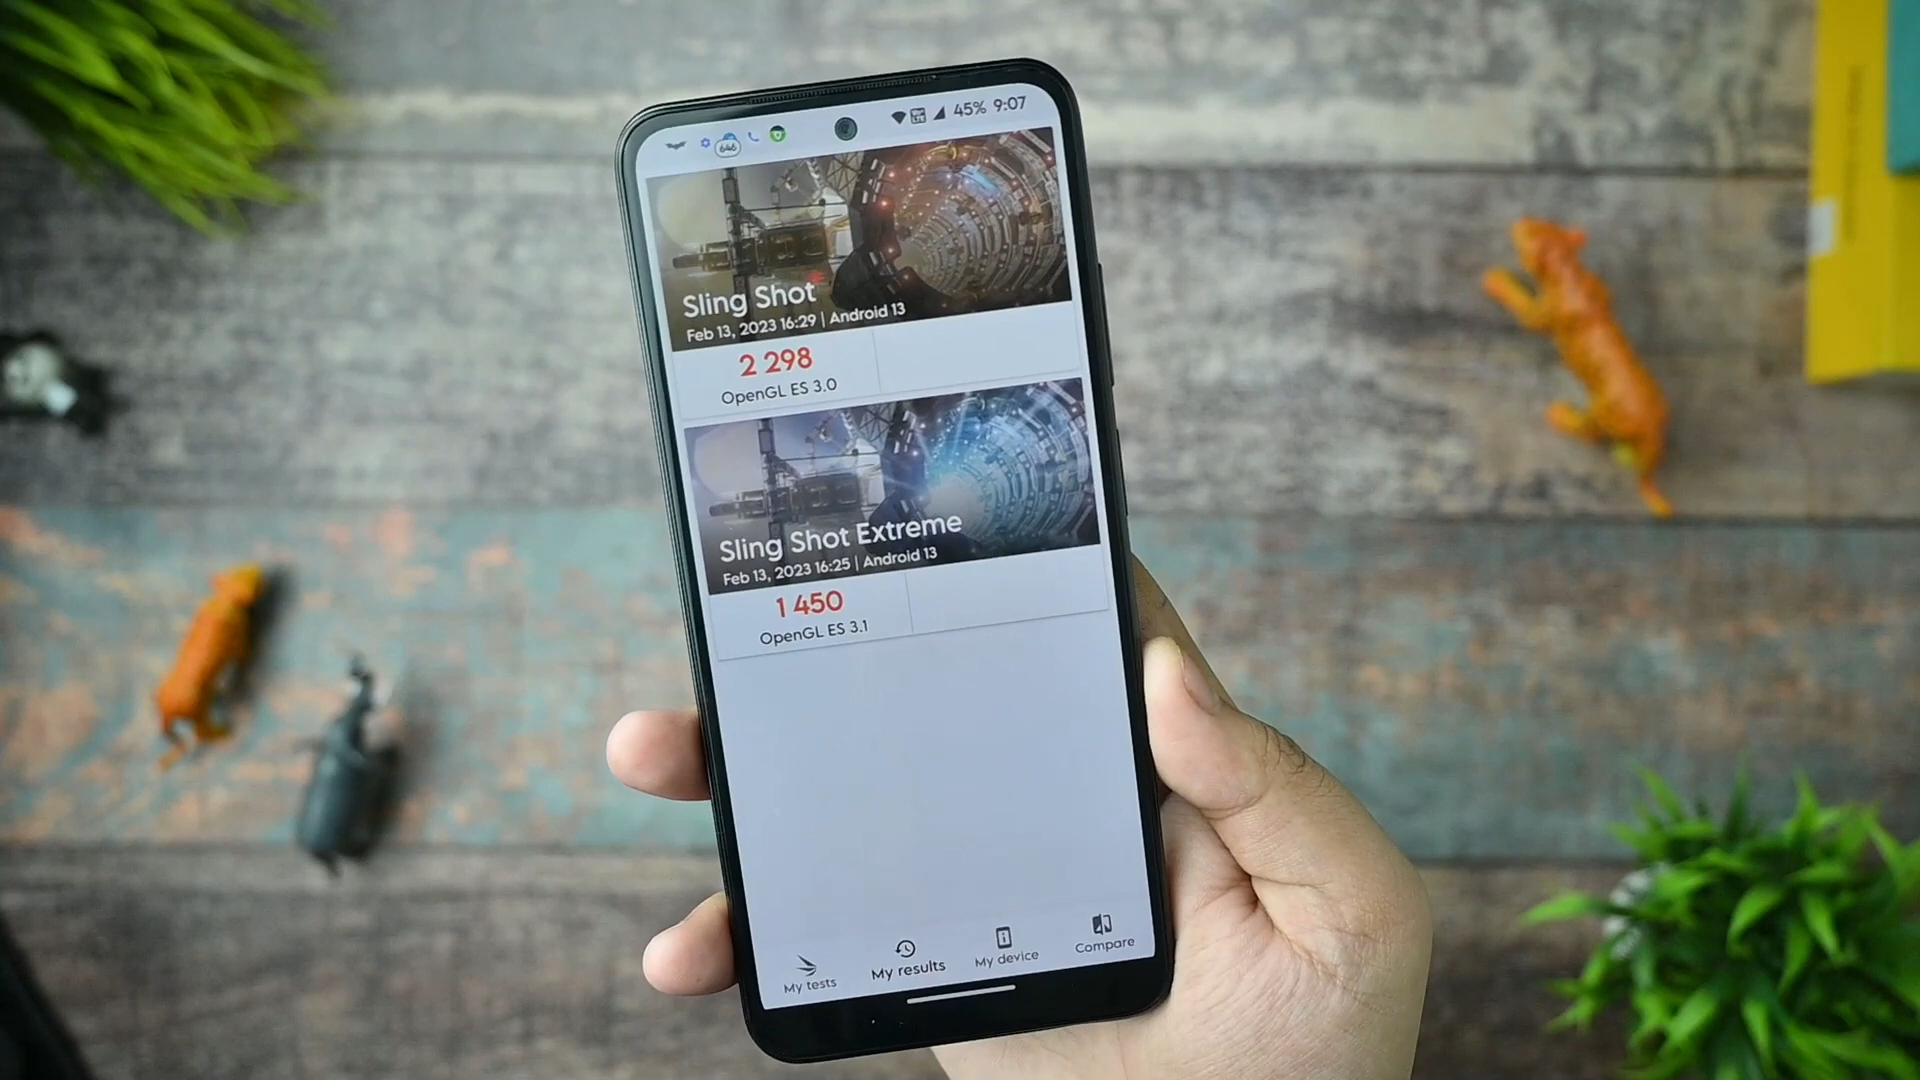 646 45% 9:07
Sling Shot
Feb 13, 2023 16:29 | Android 13
2 298
OpenGL ES 3.0
Sling Shot Extreme
Feb 13, 2023 16:25 | Android 13
1 450
OpenGL ES 3.1
My tests My results My device Compare